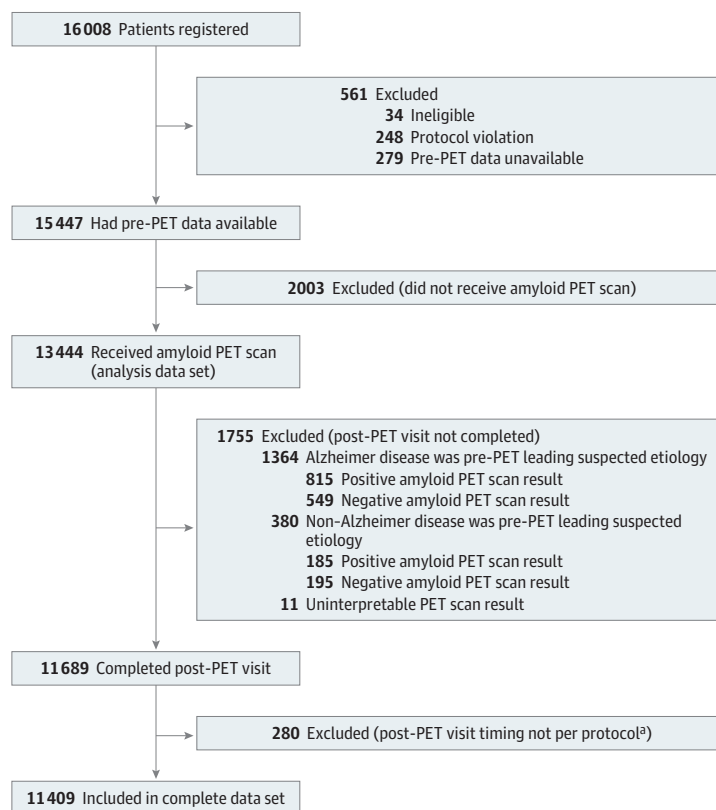 16008 Patients registered
561 Excluded
34 Ineligible
248 Protocol violation
279 Pre-PET data unavailable
15447 Had pre-PET data available
2003 Excluded (did not receive amyloid PET scan)
13444 Received amyloid PET scan
(analysis data set)
1755 Excluded (post-PET visit not completed)
1364 Alzheimer disease was pre-PET leading suspected etiology
815 Positive amyloid PET scan result
549 Negative amyloid PET scan result
380 Non-Alzheimer disease was pre-PET leading suspected
etiology
185 Positive amyloid PET scan result
195 Negative amyloid PET scan result
11 Uninterpretable PET scan result
11689 Completed post-PET visit
280 Excluded (post-PET visit timing not per protocolª)
11409 Included in complete data set